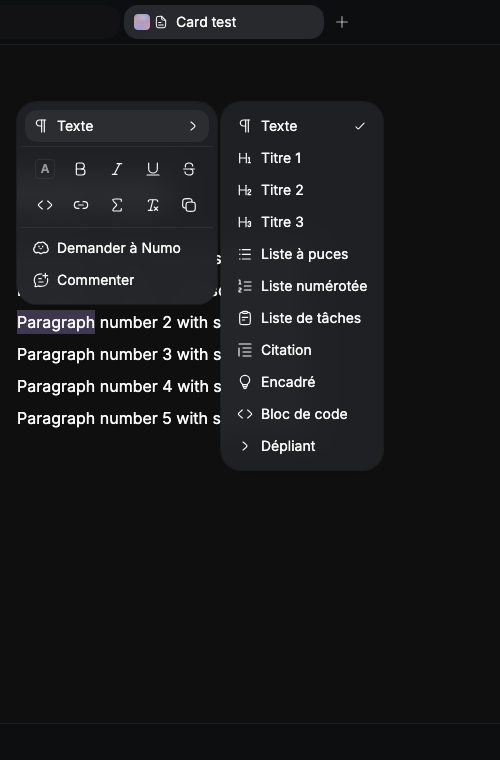 Card test
Texte
A B I U S
Demander à Numo
Commenter
Texte
Titre 1
Titre 2
Titre 3
Liste à puces
Liste numérotée
Liste de tâches
Citation
Encadré
Bloc de code
Dépliant
Paragraph number 2 with s
Paragraph number 3 with s
Paragraph number 4 with s
Paragraph number 5 with s